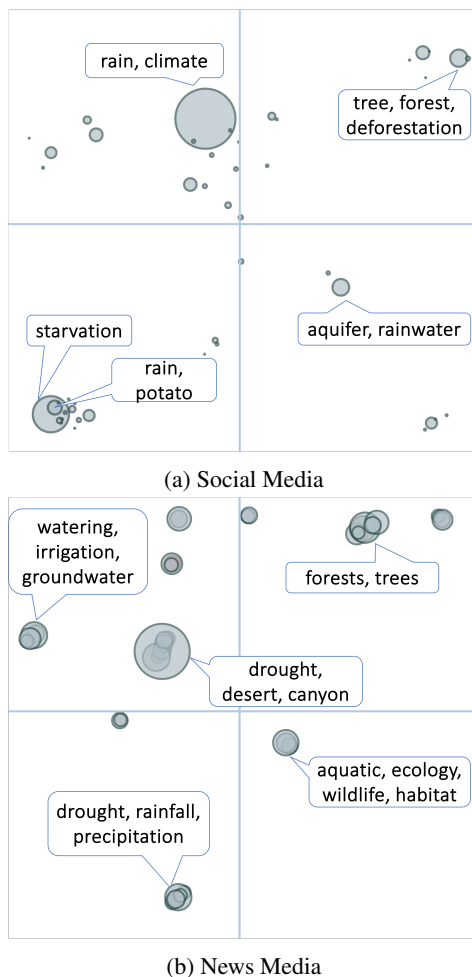 rain, climate
tree, forest,
deforestation
starvation
aquifer, rainwater
rain,
potato
(a) Social Media
watering,
irrigation,
groundwater
forests, trees
drought,
desert, canyon
aquatic, ecology,
wildlife, habitat
drought, rainfall,
precipitation
(b) News Media